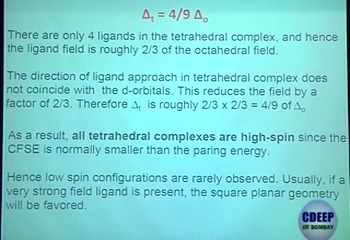 Δt = 4/9 Δo
There are only 4 ligands in the tetrahedral complex, and hence
the ligand field is roughly 2/3 of the octahedral field.
The direction of ligand approach in tetrahedral complex does
not coincide with the d-orbitals. This reduces the field by a
factor of 2/3. Therefore Δt is roughly 2/3 x 2/3 = 4/9 of Δo
As a result, all tetrahedral complexes are high-spin since the
CFSE is normally smaller than the paring energy.
Hence low spin configurations are rarely observed. Usually, if a
very strong field ligand is present, the square planar geometry
will be favored.
CDEEP
IIT BOMBAY